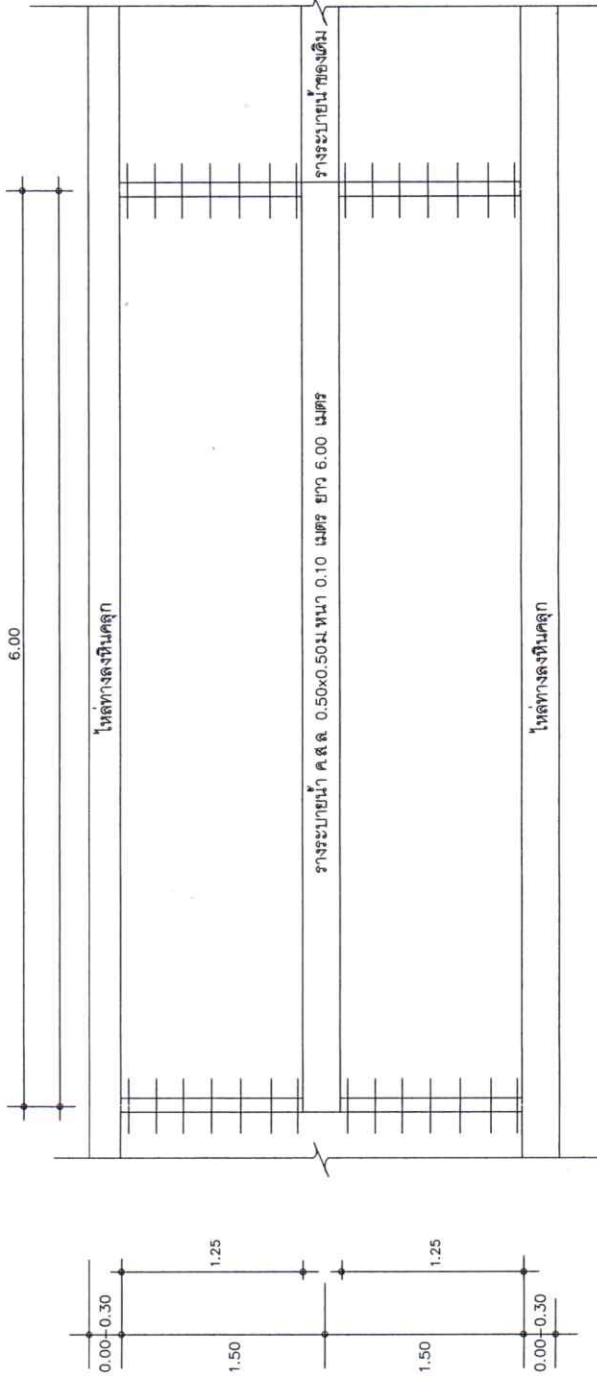 6.00
ไหล่ทางลงหินคลุก
รางระบายน้ำของเดิม
รางระบายน้ำ ค.ส.ล. 0.50x0.50ม หนา 0.10 เมตร ยาว 6.00 เมตร
ไหล่ทางลงหินคลุก
0.00-0.30
1.50
1.25
1.50
1.25
0.00-0.30